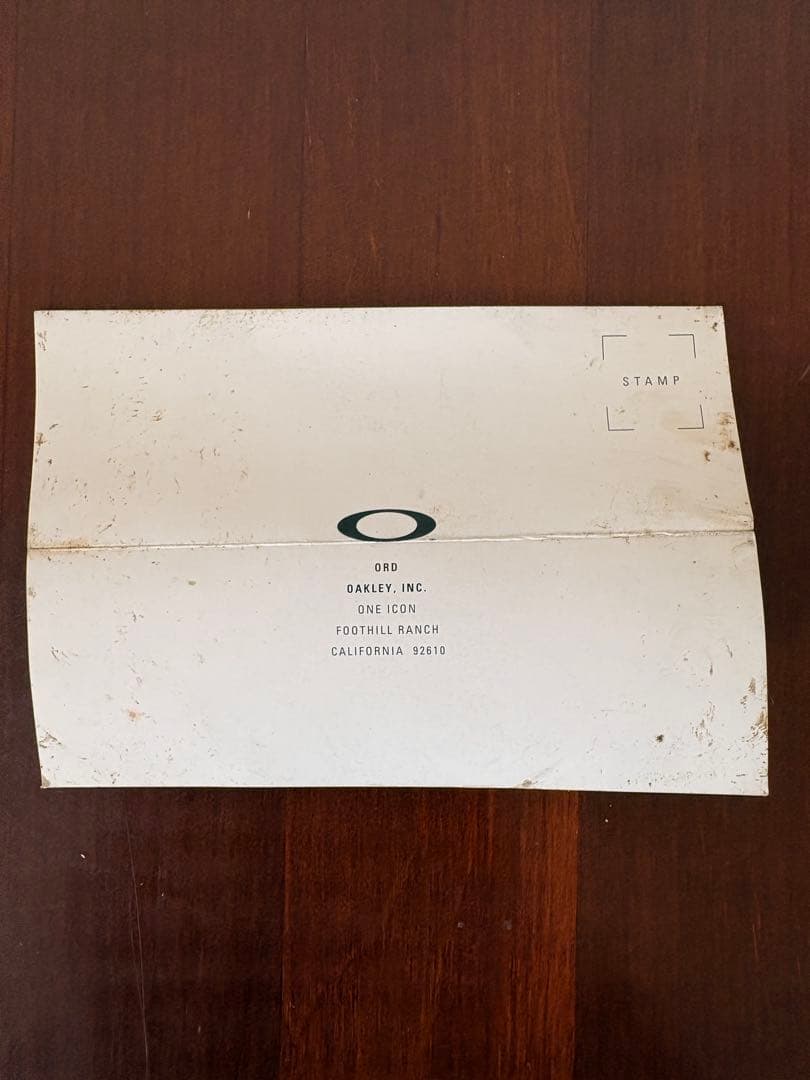 STAMP
ORD
OAKLEY, INC.
ONE ICON
FOOTHILL RANCH
CALIFORNIA 92610